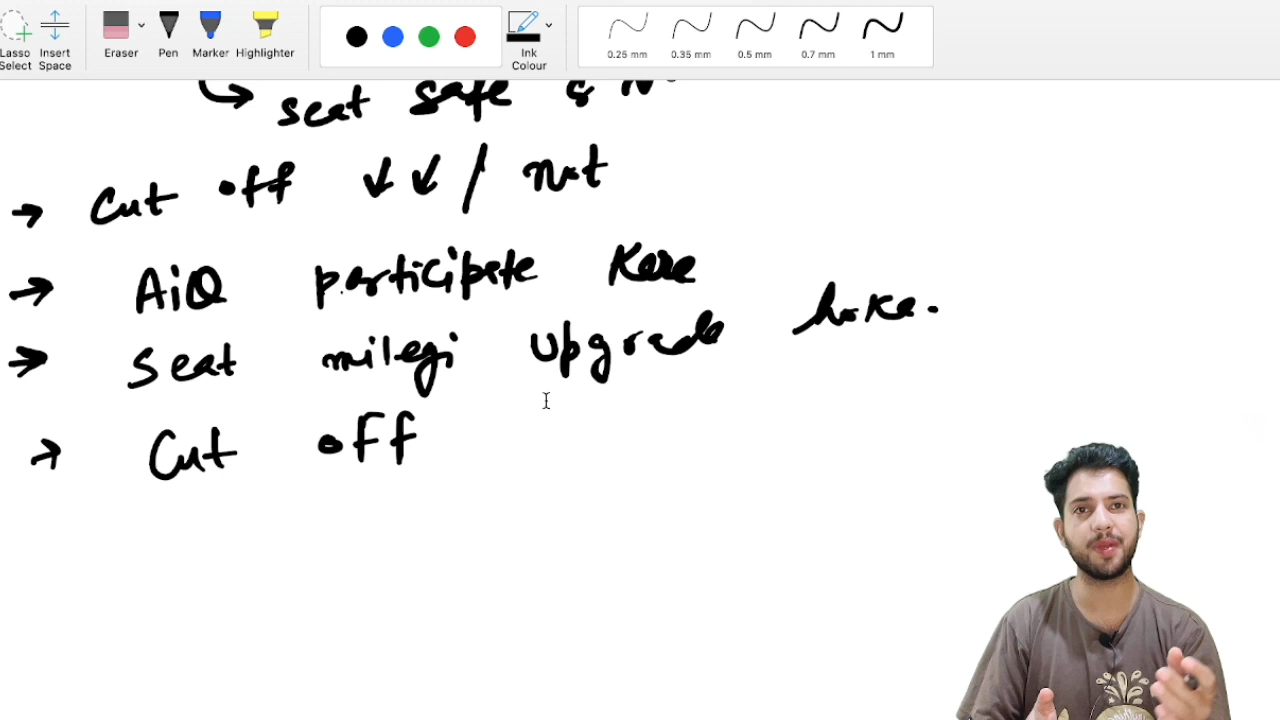 Lasso Select
Insert Space
Eraser
Pen
Marker
Highlighter
Ink Colour
0.25 mm
0.35 mm
0.5 mm
0.7 mm
1 mm
seat safe
→ Cut off ↓↓ / not
→ AiQ participate kare
→ Seat milegi upgrade hoke.
→ Cut off